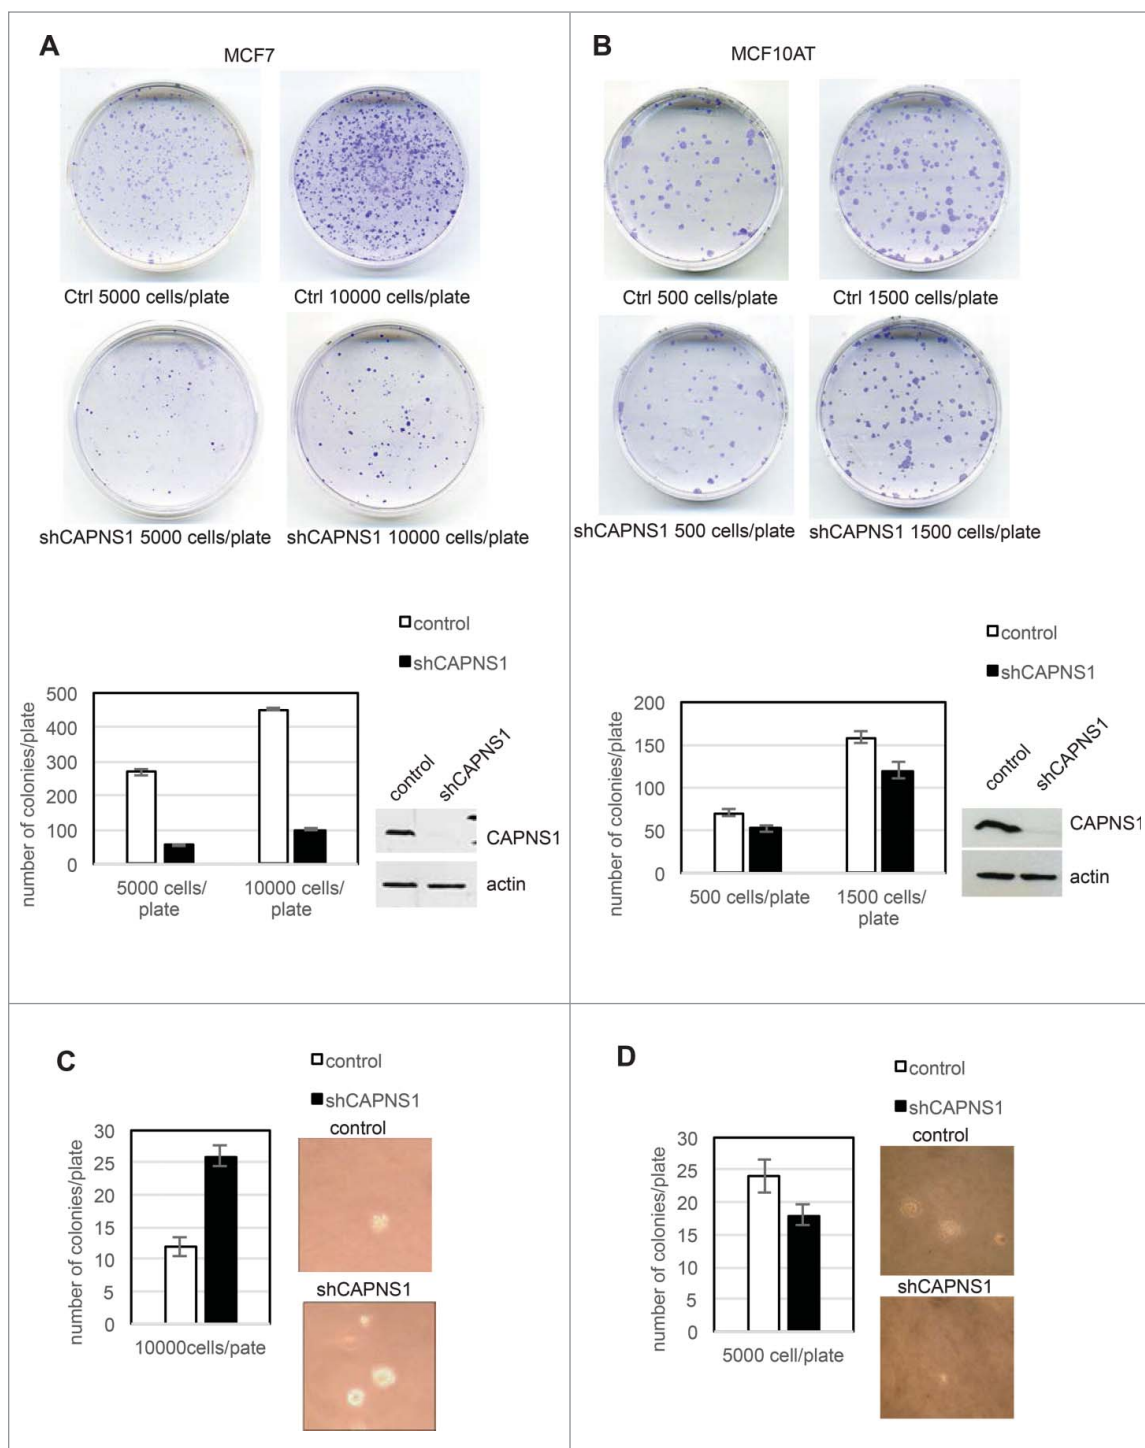 A
MCF7
Ctrl 5000 cells/plate
Ctrl 10000 cells/plate
shCAPNS1 5000 cells/plate
shCAPNS1 10000 cells/plate
control
shCAPNS1
number of colonies/plate
500
400
300
200
100
0
5000 cells/
plate
10000 cells/
plate
control
shCAPNS1
CAPNS1
actin
B
MCF10AT
Ctrl 500 cells/plate
Ctrl 1500 cells/plate
shCAPNS1 500 cells/plate
shCAPNS1 1500 cells/plate
control
shCAPNS1
number of colonies/plate
200
150
100
50
0
500 cells/plate
1500 cells/
plate
control
shCAPNS1
CAPNS1
actin
C
control
shCAPNS1
number of colonies/plate
30
25
20
15
10
5
0
10000cells/pate
control
shCAPNS1
D
control
shCAPNS1
number of colonies/plate
30
25
20
15
10
5
0
5000 cell/plate
control
shCAPNS1